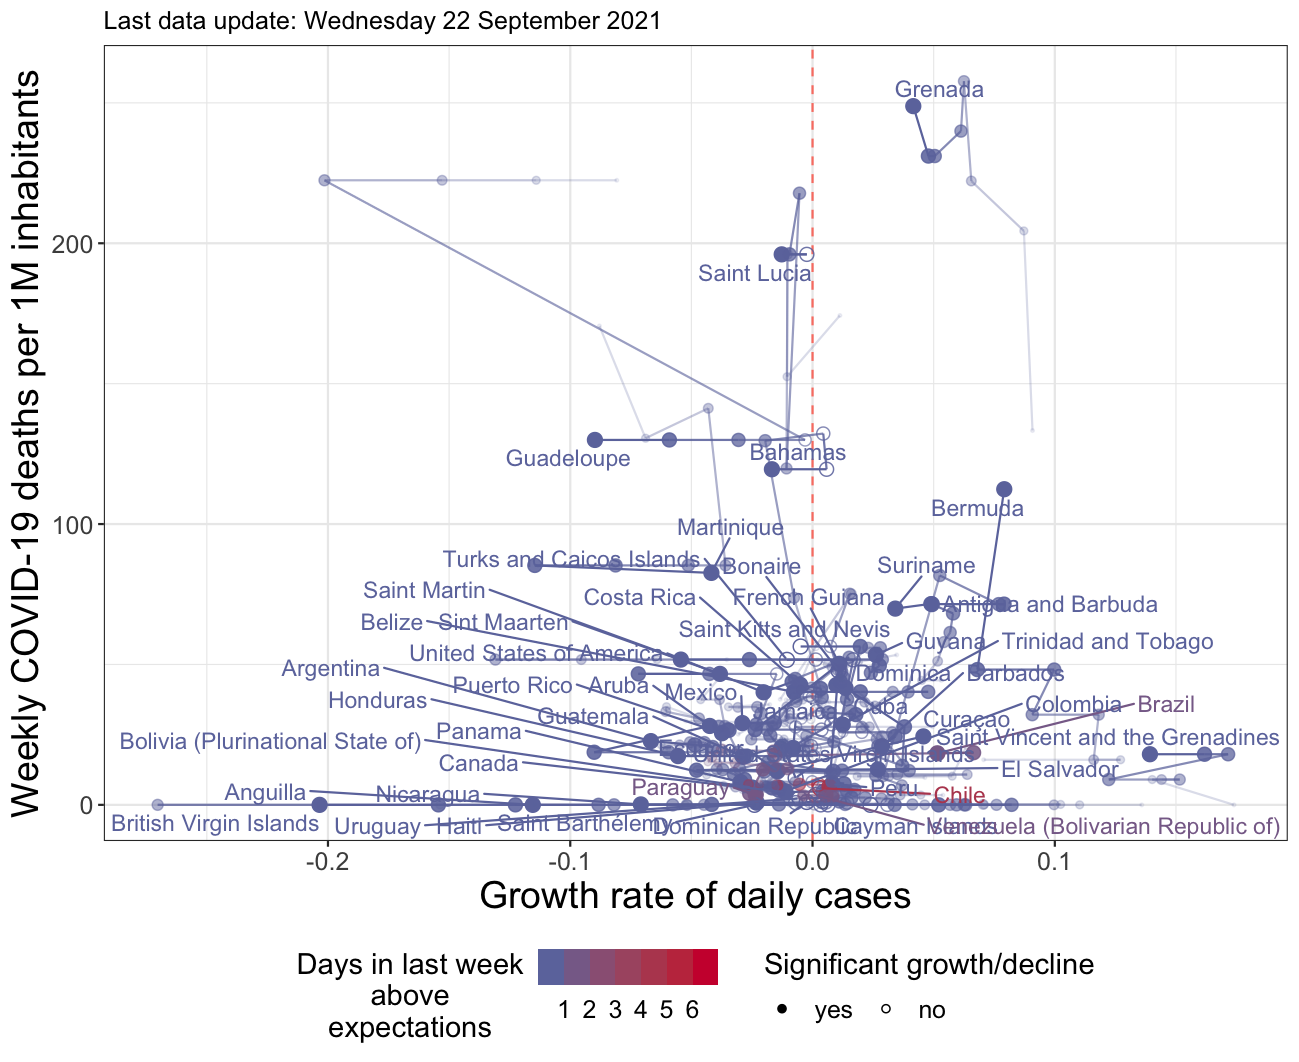 Last data update: Wednesday 22 September 2021
Weekly COVID-19 deaths per 1M inhabitants
200
100
0
Grenada
Saint Lucia
Bahamas
Guadeloupe
Bermuda
Martinique
Turks and Caicos Islands
Bonaire
Suriname
Saint Martin
Costa Rica
French Guiana
Antigua and Barbuda
Belize
Sint Maarten
Saint Kitts and Nevis
Guyana
Trinidad and Tobago
United States of America
Argentina
Dominica
Barbados
Puerto Rico
Aruba
Mexico
Honduras
Jamaica
Cuba
Colombia
Brazil
Guatemala
Curaçao
Panama
Bolivia (Plurinational State of)
Saint Vincent and the Grenadines
Virgin Islands
Canada
El Salvador
Anguilla
Nicaragua
Paraguay
Peru
Chile
British Virgin Islands
Uruguay
Haiti
Saint Barthélemy
Dominican Republic
Cayman Islands
Venezuela (Bolivarian Republic of)
-0.2
-0.1
0.0
0.1
Growth rate of daily cases
Days in last week
above
expectations
1 2 3 4 5 6
Significant growth/decline
yes
no